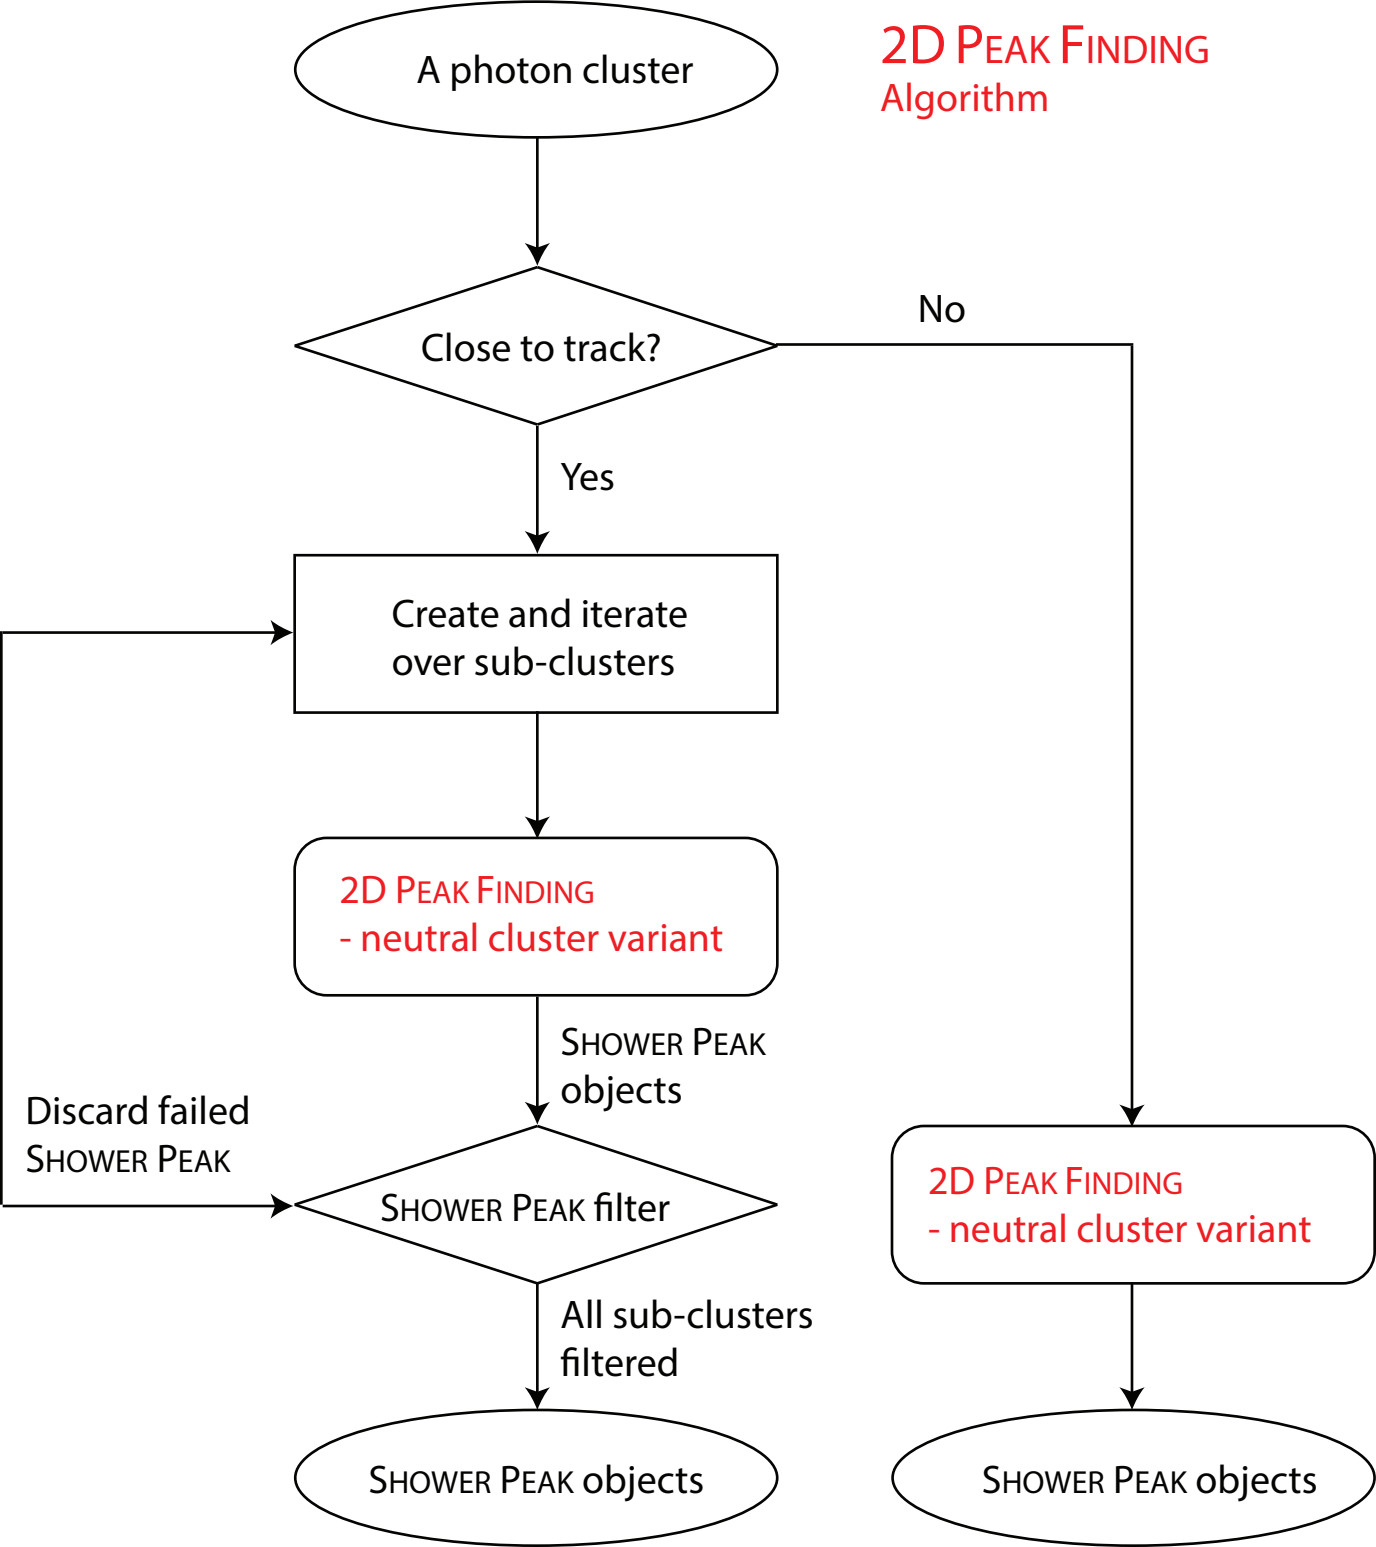 2D PEAK FINDING
Algorithm
A photon cluster
Close to track?
No
Yes
Create and iterate
over sub-clusters
2D PEAK FINDING
- neutral cluster variant
SHOWER PEAK
objects
Discard failed
SHOWER PEAK
SHOWER PEAK filter
2D PEAK FINDING
- neutral cluster variant
All sub-clusters
filtered
SHOWER PEAK objects
SHOWER PEAK objects